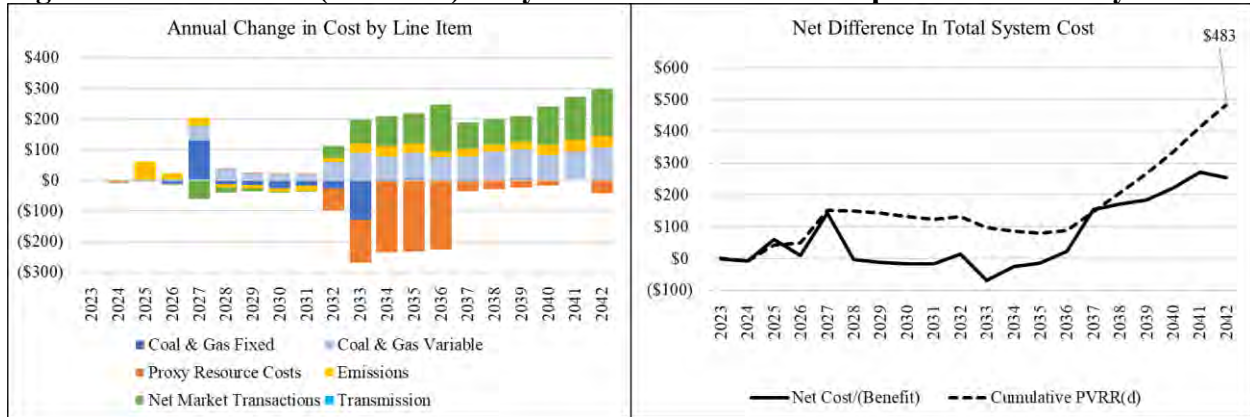 Annual Change in Cost by Line Item
$400
$300
$200
$100
$0
($100)
($200)
($300)
2023 2024 2025 2026 2027 2028 2029 2030 2031 2032 2033 2034 2035 2036 2037 2038 2039 2040 2041 2042
Coal & Gas Fixed Coal & Gas Variable
Proxy Resource Costs Emissions
Net Market Transactions Transmission
Net Difference In Total System Cost
$483
$600
$500
$400
$300
$200
$100
$0
($100)
2023 2024 2025 2026 2027 2028 2029 2030 2031 2032 2033 2034 2035 2036 2037 2038 2039 2040 2041 2042
Net Cost/(Benefit) Cumulative PVRR(d)